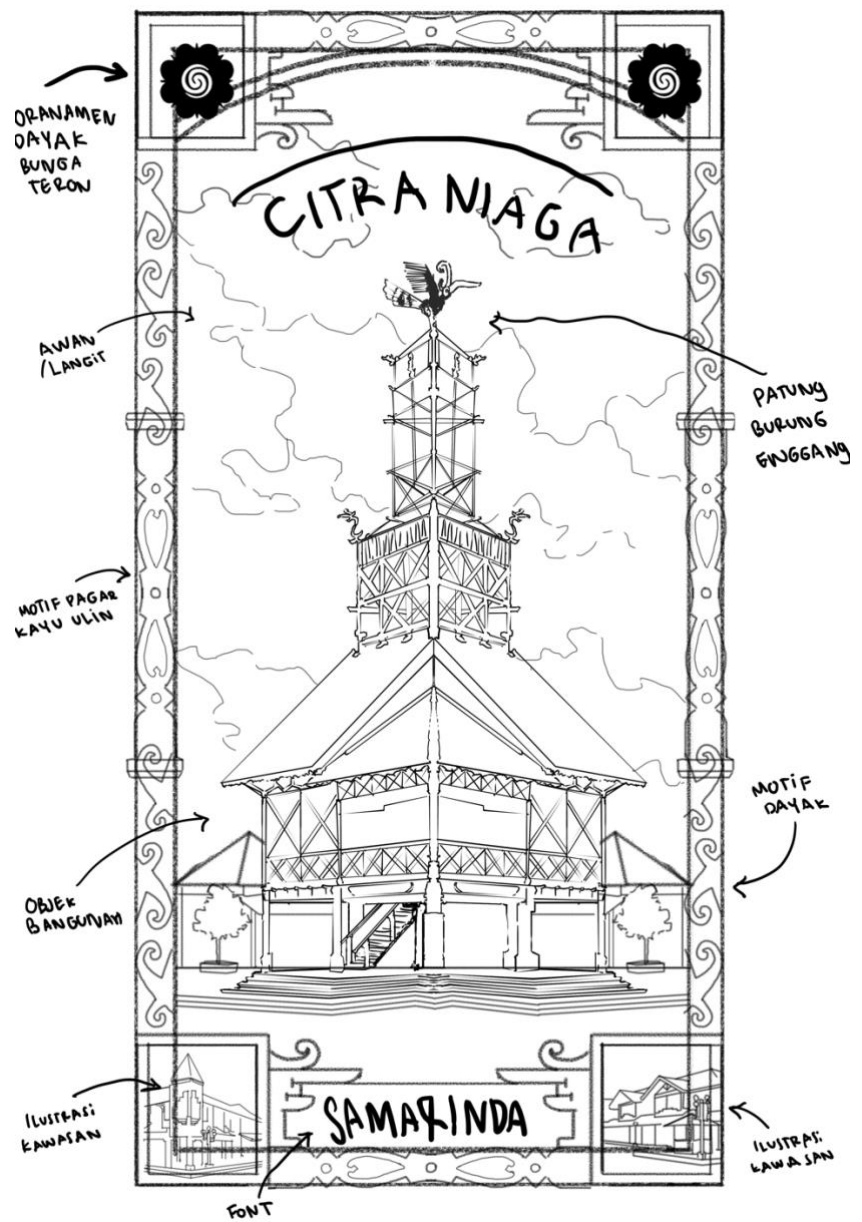 ORANAMEN
DAYAK
BUNGA
TERON
CITRA NIAGA
AWAN
/LANGIT
PATUNG
BURUNG
ENGGANG
MOTIF PAGAR
KAYU ULIN
MOTIF
DAYAK
OBJEK
BANGUNAN
ILUSTRASI
KAWASAN
SAMARINDA
ILUSTRASI
KAWASAN
FONT